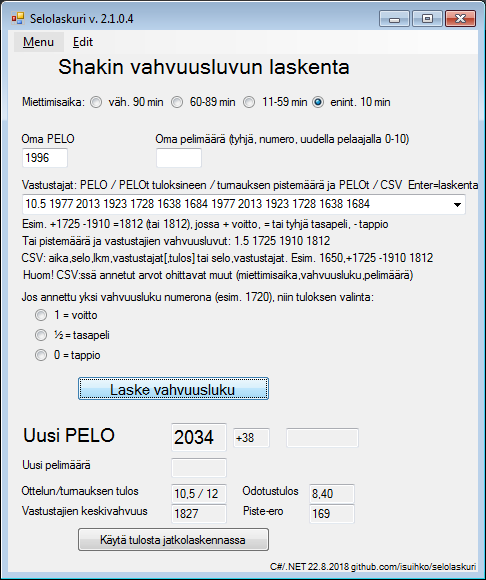 Selolaskuri v. 2.1.0.4
Menu Edit
Shakin vahvuusluvun laskenta
Miettimisaika: väh. 90 min 60-89 min 11-59 min enint. 10 min
Oma PELO Oma pelimäärä (tyhjä, numero, uudella pelaajalla 0-10)
1996
Vastustajat: PELO / PELOt tuloksineen / turnauksen pistemäärä ja PELOt / CSV Enter=laskenta
10.5 1977 2013 1923 1728 1638 1684 1977 2013 1923 1728 1638 1684
Esim. +1725 -1910 =1812 (tai 1812), jossa + voitto, = tai tyhjä tasapeli, - tappio
Tai pistemäärä ja vastustajien vahvuusluvut: 1.5 1725 1910 1812
CSV: aika,selo,lkm,vastustajat[,tulos] tai selo,vastustajat. Esim. 1650,+1725 -1910 1812
Huom! CSV:ssä annetut arvot ohittavat muut (miettimisaika,vahvuusluku,pelimäärä)
Jos annettu yksi vahvuusluku numerona (esim. 1720), niin tuloksen valinta:
1 = voitto
½ = tasapeli
0 = tappio
Laske vahvuusluku
Uusi PELO 2034 +38
Uusi pelimäärä
Ottelun/turnauksen tulos 10,5 / 12 Odotustulos 8,40
Vastustajien keskivahvuus 1827 Piste-ero 169
Käytä tulosta jatkolaskennassa
C#/.NET 22.8.2018 github.com/isuihko/selolaskuri